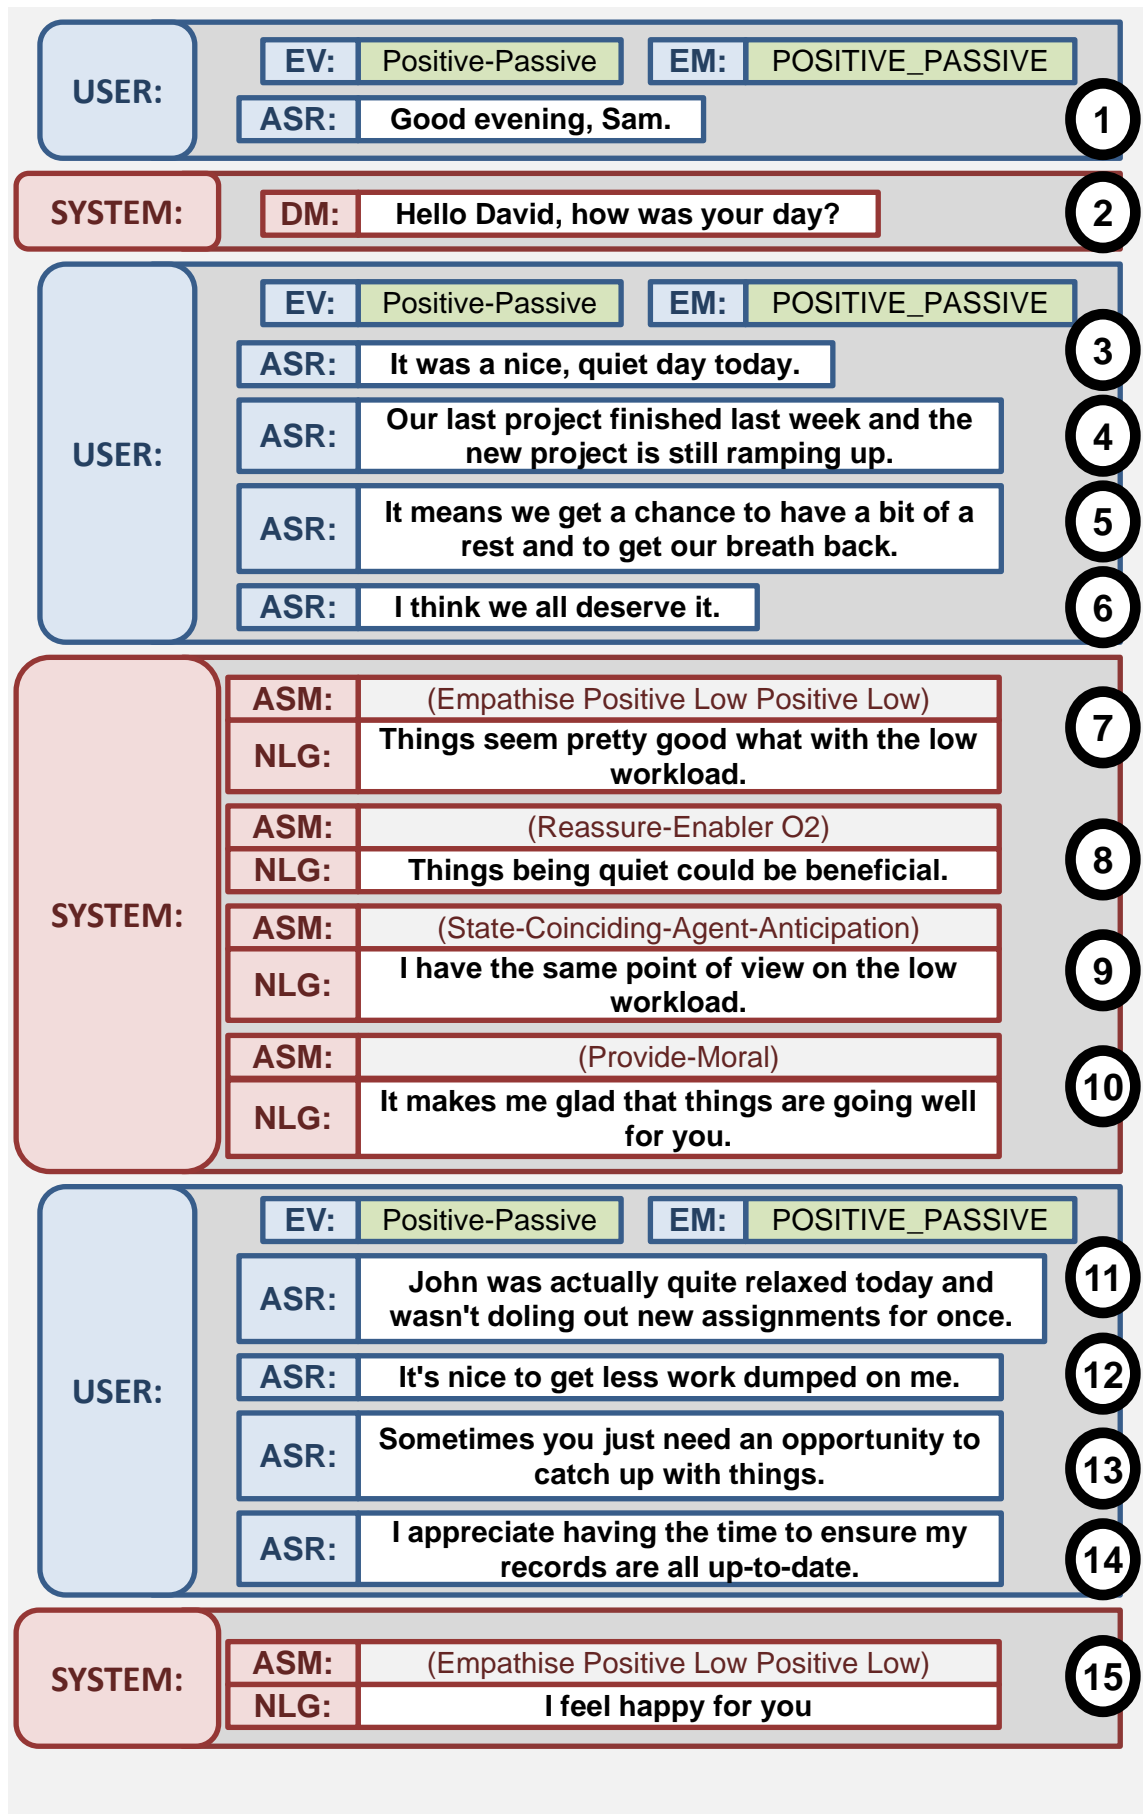 USER:
EV: Positive-Passive EM: POSITIVE_PASSIVE
ASR: Good evening, Sam.
1
SYSTEM:
DM: Hello David, how was your day?
2
USER:
EV: Positive-Passive EM: POSITIVE_PASSIVE
ASR: It was a nice, quiet day today.
3
ASR: Our last project finished last week and the
new project is still ramping up.
4
ASR: It means we get a chance to have a bit of a
rest and to get our breath back.
5
ASR: I think we all deserve it.
6
SYSTEM:
ASM: (Empathise Positive Low Positive Low)
NLG: Things seem pretty good what with the low
workload.
7
ASM: (Reassure-Enabler O2)
NLG: Things being quiet could be beneficial.
8
ASM: (State-Coinciding-Agent-Anticipation)
NLG: I have the same point of view on the low
workload.
9
ASM: (Provide-Moral)
NLG: It makes me glad that things are going well
for you.
10
USER:
EV: Positive-Passive EM: POSITIVE_PASSIVE
ASR: John was actually quite relaxed today and
wasn't doling out new assignments for once.
11
ASR: It's nice to get less work dumped on me.
12
ASR: Sometimes you just need an opportunity to
catch up with things.
13
ASR: I appreciate having the time to ensure my
records are all up-to-date.
14
SYSTEM:
ASM: (Empathise Positive Low Positive Low)
NLG: I feel happy for you
15